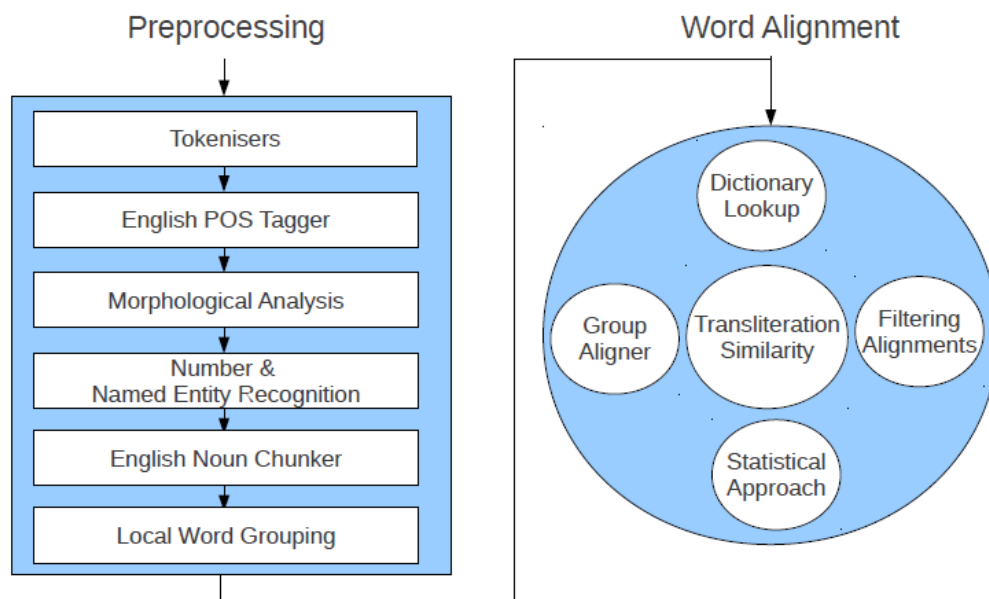 Preprocessing
Tokenisers
English POS Tagger
Morphological Analysis
Number &
Named Entity Recognition
English Noun Chunker
Local Word Grouping
Word Alignment
Dictionary
Lookup
Group
Aligner
Transliteration
Similarity
Filtering
Alignments
Statistical
Approach